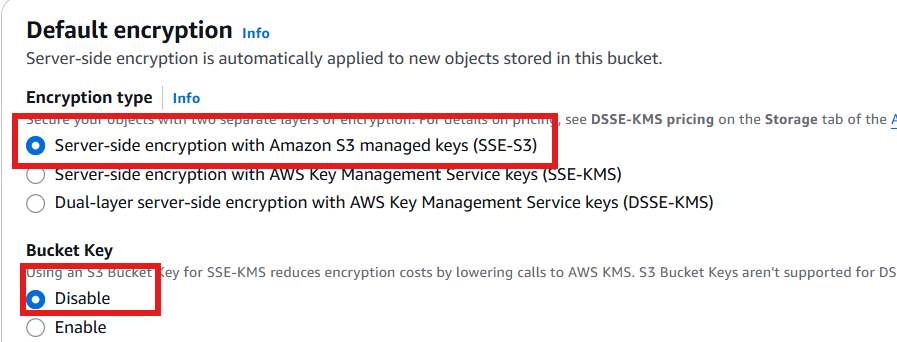 Default encryption Info
Server-side encryption is automatically applied to new objects stored in this bucket.
Encryption type Info
Secure your objects with two separate layers of encryption. For details on pricing, see DSSE-KMS pricing on the Storage tab of the
Server-side encryption with Amazon S3 managed keys (SSE-S3)
Server-side encryption with AWS Key Management Service keys (SSE-KMS)
Dual-layer server-side encryption with AWS Key Management Service keys (DSSE-KMS)
Bucket Key
Using an S3 Bucket Key for SSE-KMS reduces encryption costs by lowering calls to AWS KMS. S3 Bucket Keys aren't supported for DS
Disable
Enable